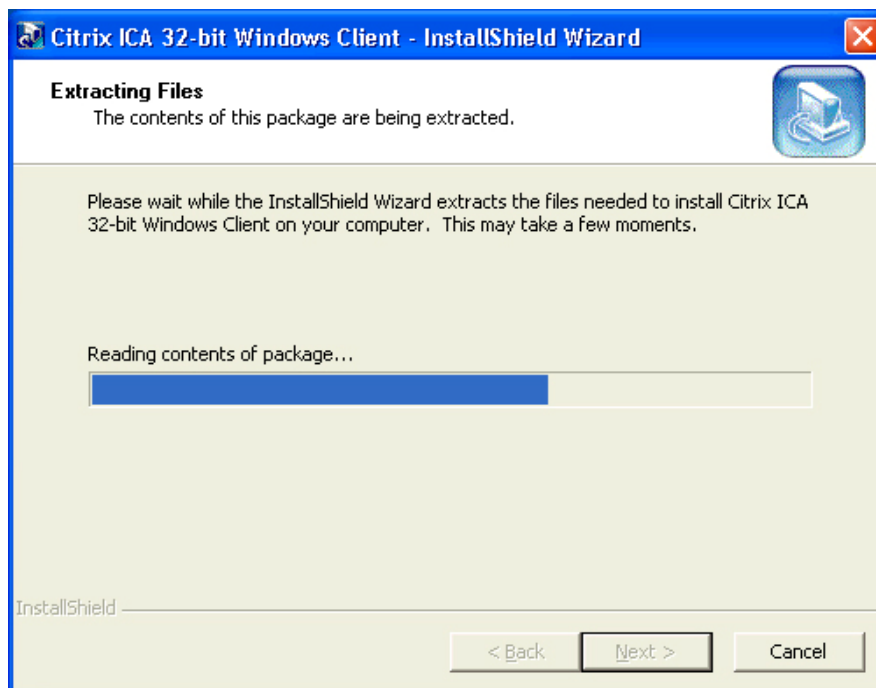 Citrix ICA 32-bit Windows Client - InstallShield Wizard
Extracting Files
The contents of this package are being extracted.
Please wait while the InstallShield Wizard extracts the files needed to install Citrix ICA
32-bit Windows Client on your computer.  This may take a few moments.
Reading contents of package...
InstallShield
< Back Next > Cancel